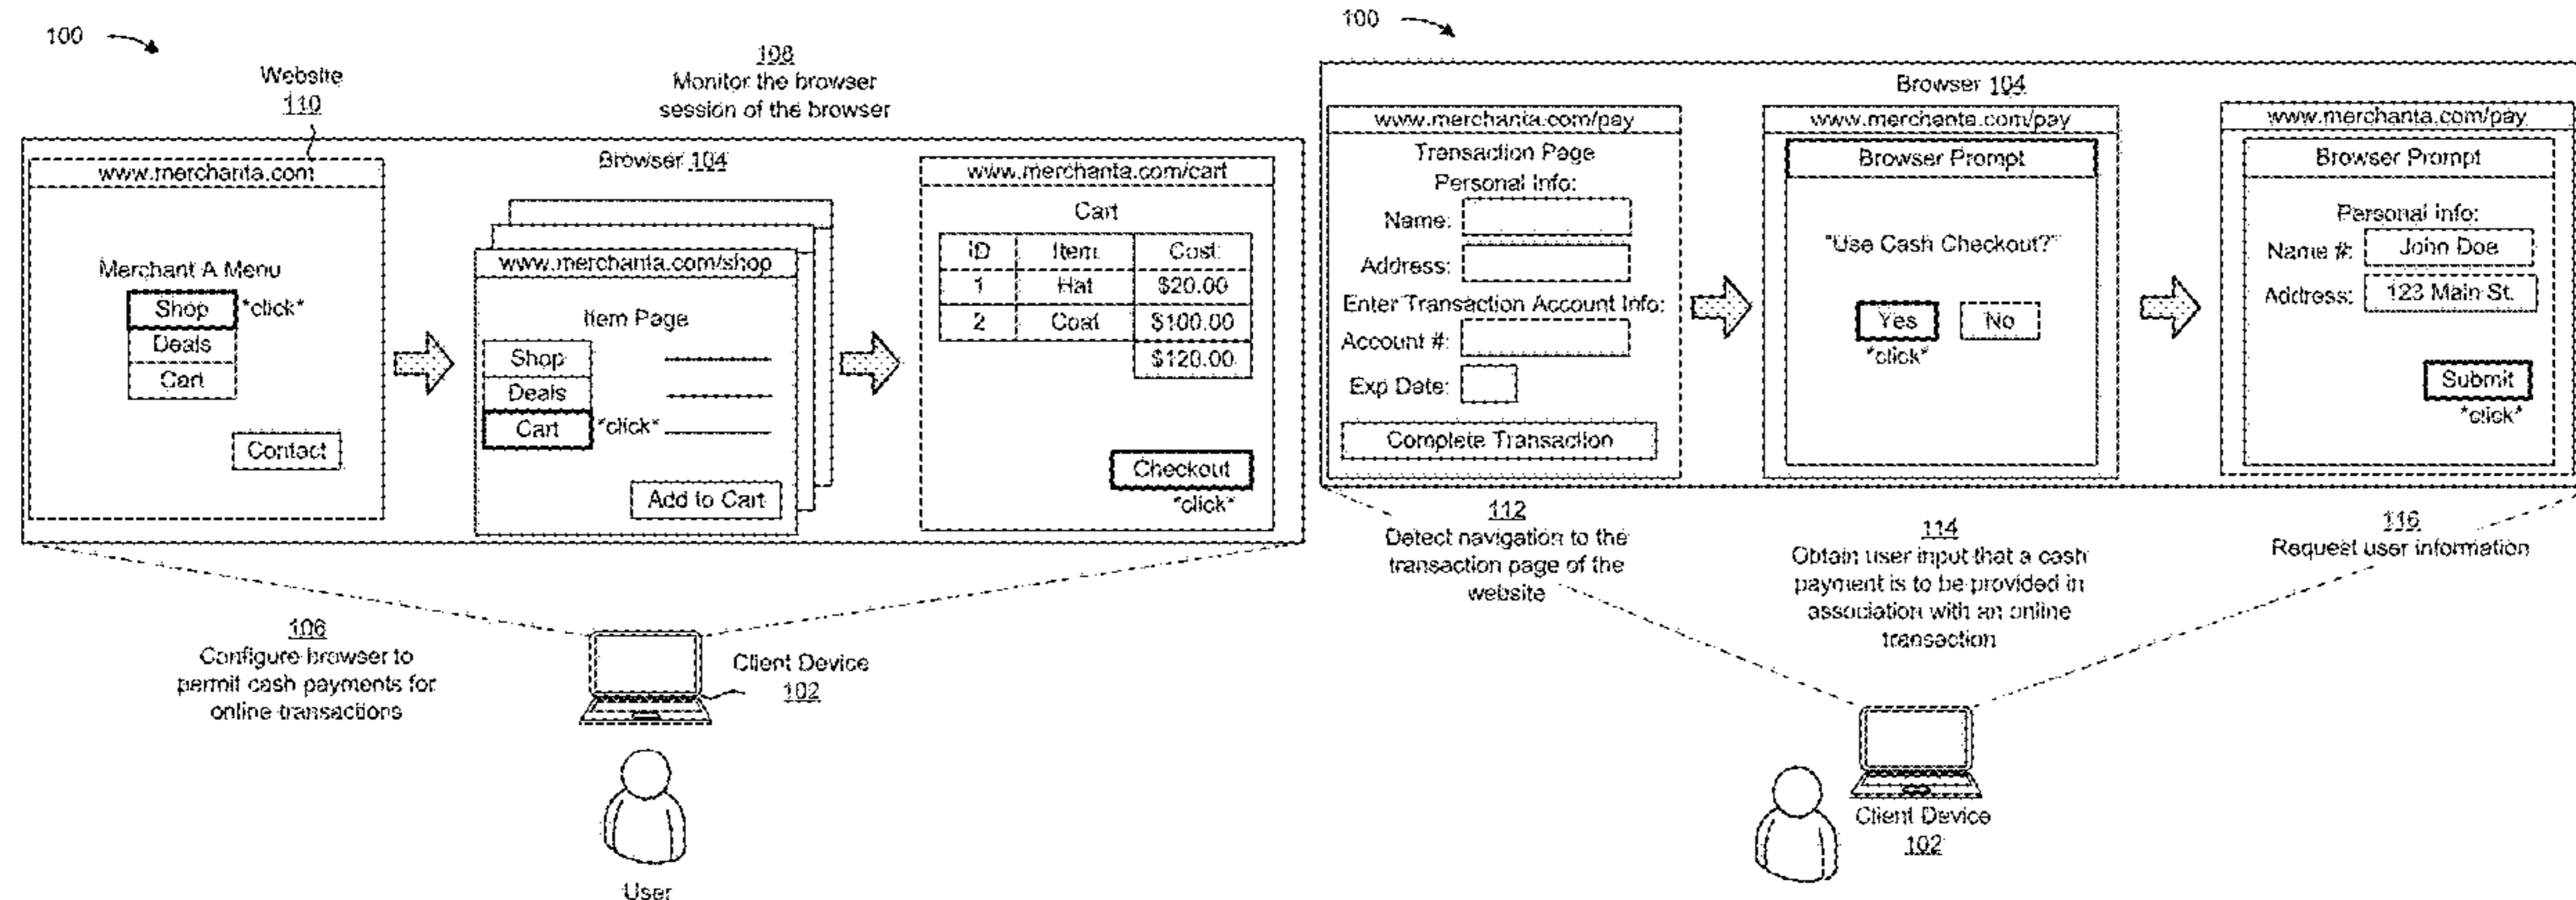 100
Website
110
108
Monitor the browser
session of the browser
Browser 104
www.merchanta.com
Merchant A Menu
Shop *click*
Deals
Cart
Contact
www.merchanta.com/shop
Item Page
Shop
Deals
Cart *click*
Add to Cart
www.merchanta.com/cart
Cart
ID Item Cost
1 Hat $20.00
2 Coat $100.00
$120.00
Checkout
*click*
106
Configure browser to
permit cash payments for
online transactions
Client Device
102
User
100
Browser 104
www.merchanta.com/pay
Transaction Page
Personal Info:
Name:
Address:
Enter Transaction Account Info:
Account #:
Exp Date:
Complete Transaction
www.merchanta.com/pay
Browser Prompt
"Use Cash Checkout?"
Yes No
*click*
www.merchanta.com/pay
Browser Prompt
Personal Info:
Name #: John Doe
Address: 123 Main St.
Submit
*click*
112
Detect navigation to the
transaction page of the
website
114
Obtain user input that a cash
payment is to be provided in
association with an online
transaction
116
Request user information
Client Device
102